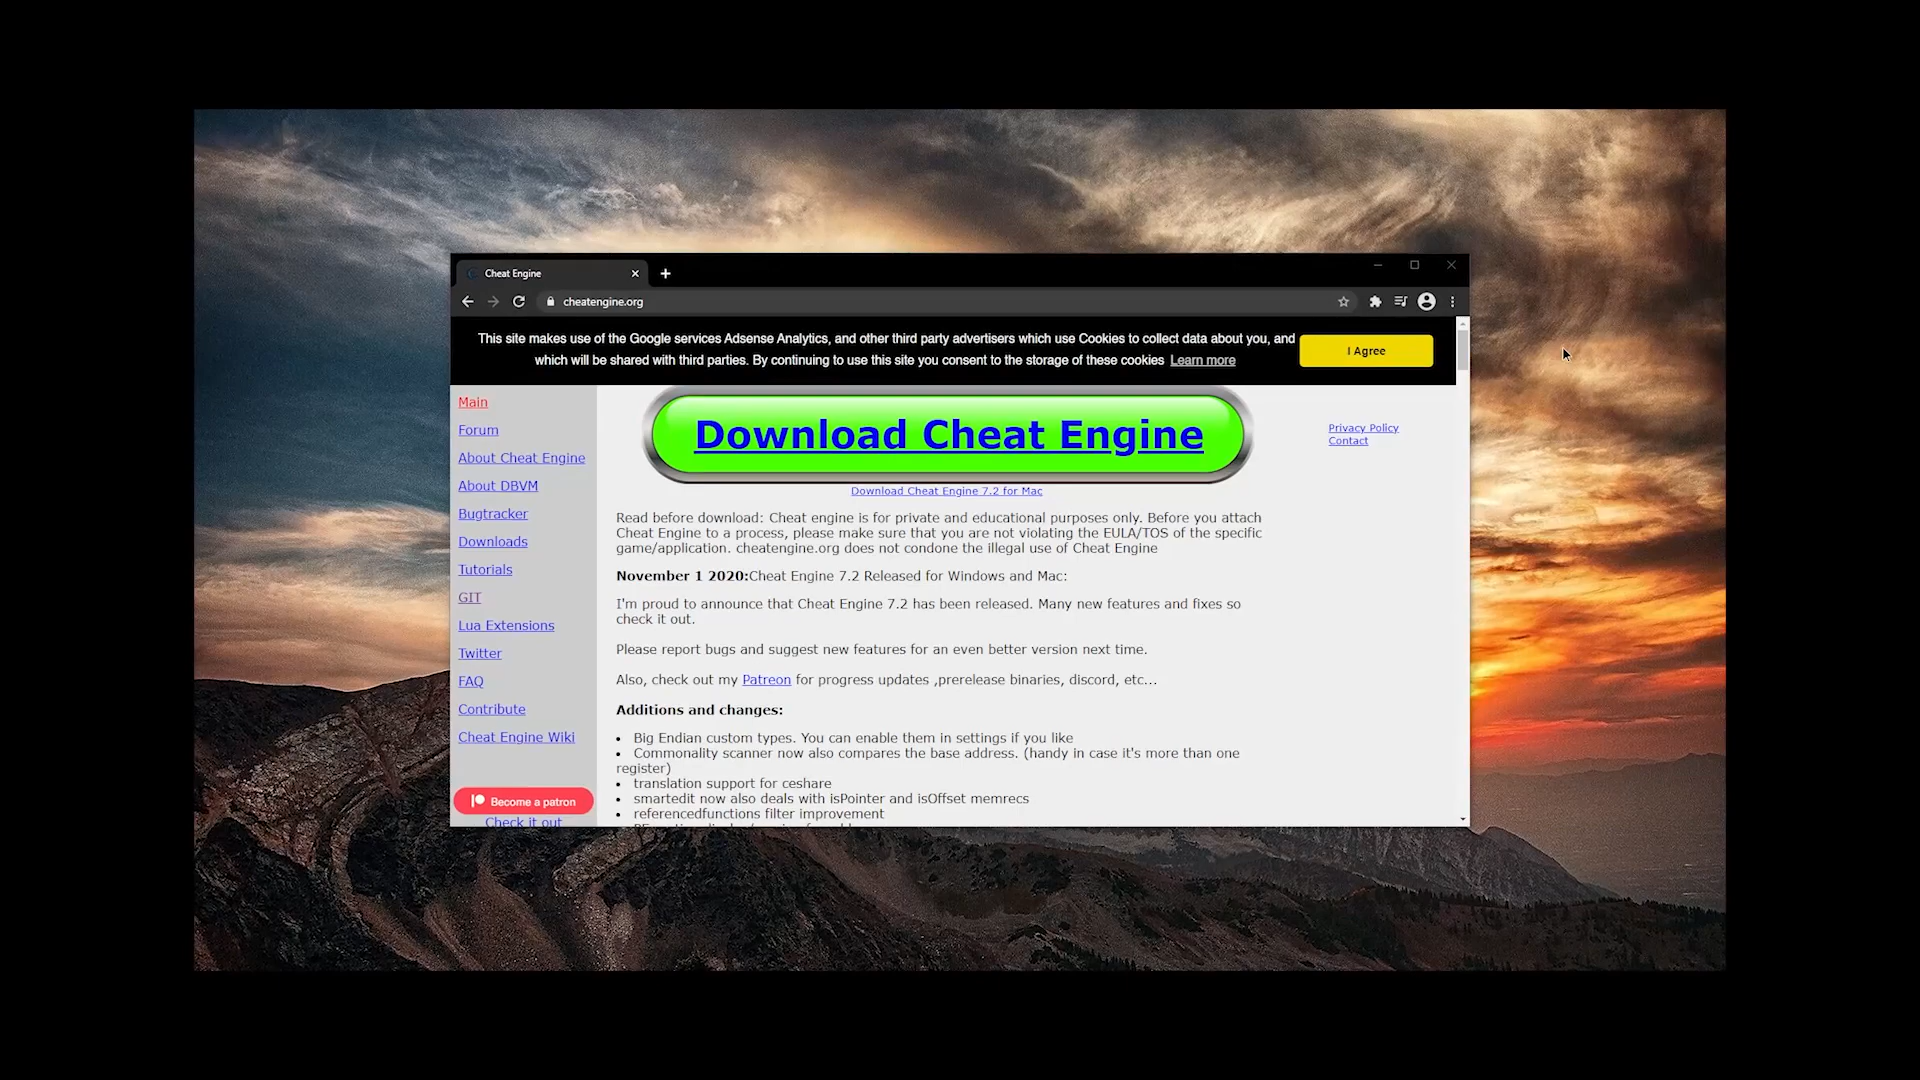 Cheat Engine
cheatengine.org
This site makes use of the Google services Adsense Analytics, and other third party advertisers which use Cookies to collect data about you, and
which will be shared with third parties. By continuing to use this site you consent to the storage of these cookies Learn more
I Agree
Main
Forum
About Cheat Engine
About DBVM
Bugtracker
Downloads
Tutorials
GIT
Lua Extensions
Twitter
FAQ
Contribute
Cheat Engine Wiki
Become a patron
Check it out
Download Cheat Engine
Download Cheat Engine 7.2 for Mac
Read before download: Cheat engine is for private and educational purposes only. Before you attach
Cheat Engine to a process, please make sure that you are not violating the EULA/TOS of the specific
game/application. cheatengine.org does not condone the illegal use of Cheat Engine
November 1 2020:Cheat Engine 7.2 Released for Windows and Mac:
I'm proud to announce that Cheat Engine 7.2 has been released. Many new features and fixes so
check it out.
Please report bugs and suggest new features for an even better version next time.
Also, check out my Patreon for progress updates ,prerelease binaries, discord, etc...
Additions and changes:
• Big Endian custom types. You can enable them in settings if you like
• Commonality scanner now also compares the base address. (handy in case it's more than one
register)
• translation support for ceshare
• smartedit now also deals with isPointer and isOffset memrecs
• referencedfunctions filter improvement
Privacy Policy
Contact